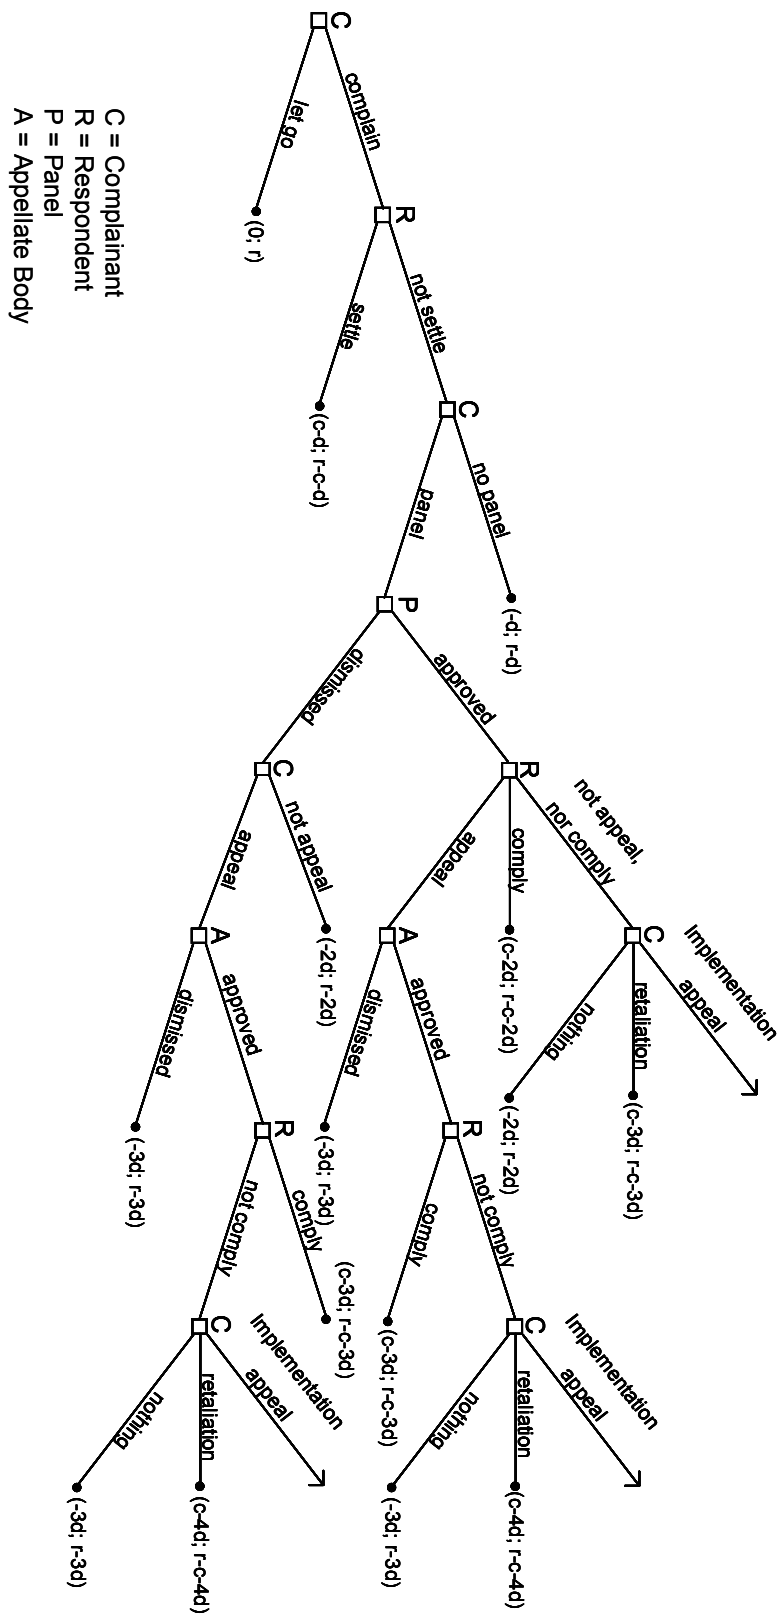 C
complain
let go
(0; r)
R
not settle
settle
(c-d; r-c-d)
C
no panel
panel
(-d; r-d)
P
approved
dismissed
R
not appeal,
nor comply
comply
appeal
(c-2d; r-c-2d)
C
not appeal
appeal
(-2d; r-2d)
C
Implementation
appeal
retaliation
nothing
(c-3d; r-c-3d)
(-2d; r-2d)
A
approved
dismissed
(-3d; r-3d)
A
approved
dismissed
(-3d; r-3d)
R
not comply
comply
(c-3d; r-c-3d)
R
comply
not comply
(c-3d; r-c-3d)
C
Implementation
appeal
retaliation
nothing
(c-4d; r-c-4d)
(-3d; r-3d)
C
Implementation
appeal
retaliation
nothing
(c-4d; r-c-4d)
(-3d; r-3d)
C = Complainant
R = Respondent
P = Panel
A = Appellate Body